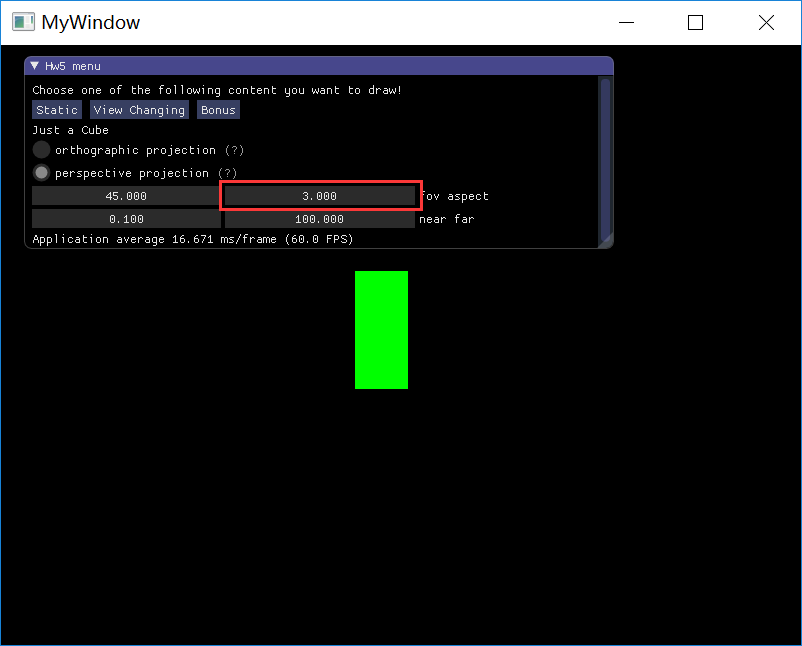 MyWindow
Hw5 menu
Choose one of the following content you want to draw!
Static View Changing Bonus
Just a Cube
orthographic projection (?)
perspective projection (?)
45.000 3.000 fov aspect
0.100 100.000 near far
Application average 16.671 ms/frame (60.0 FPS)